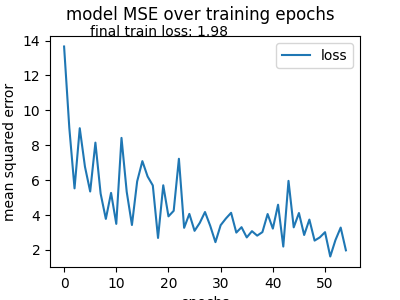 model MSE over training epochs
final train loss: 1.98
14
12
10
8
6
4
2
mean squared error
loss
0
10
20
30
40
50
epochs